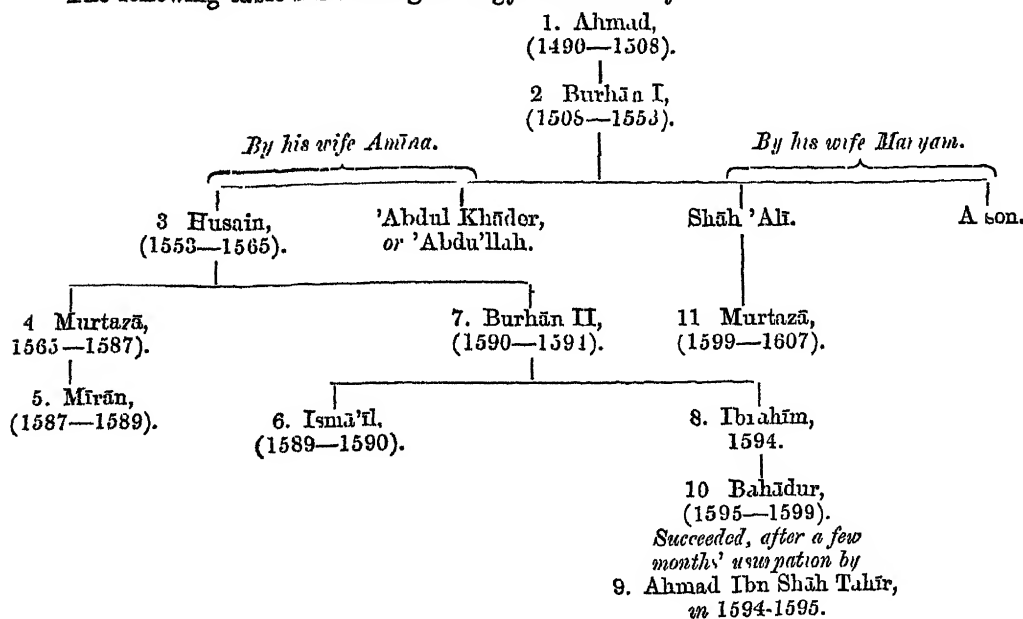 1. Ahmad,
(1490—1508).
2 Burhān I,
(1508—1553).
By his wife Amīna.
By his wife Maryam.
3 Husain,
(1553—1565).
'Abdul Khāder,
or 'Abdu'llah.
Shāh 'Alī.
A son.
4 Murtazā,
1565—1587).
7. Burhān II,
(1590—1594).
11 Murtazā,
(1599—1607).
5. Mīrān,
(1587—1589).
6. Ismā'īl,
(1589—1590).
8. Ibrahīm,
1594.
10 Bahādur,
(1595—1599).
Succeeded, after a few
months' usurpation by
9. Ahmad Ibn Shāh Tahīr,
in 1594-1595.